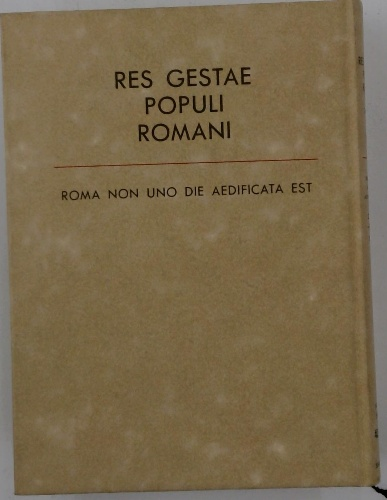 RES GESTAE
POPULI
ROMANI
ROMA NON UNO DIE AEDIFICATA EST